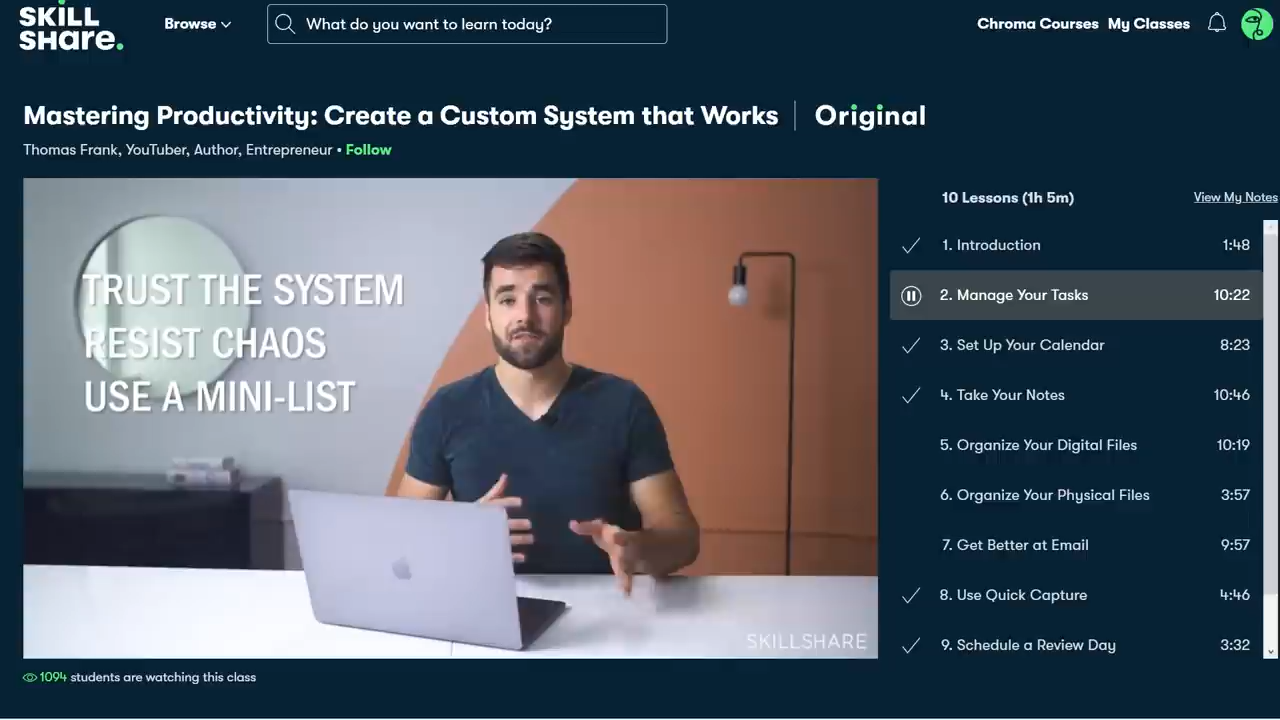 SKILL
SHare.
Browse
What do you want to learn today?
Chroma Courses
My Classes
Mastering Productivity: Create a Custom System that Works | Original
Thomas Frank, YouTuber, Author, Entrepreneur • Follow
TRUST THE SYSTEM
RESIST CHAOS
USE A MINI-LIST
SKILLSHARE
1094 students are watching this class
10 Lessons (1h 5m)
View My Notes
1. Introduction 1:48
2. Manage Your Tasks 10:22
3. Set Up Your Calendar 8:23
4. Take Your Notes 10:46
5. Organize Your Digital Files 10:19
6. Organize Your Physical Files 3:57
7. Get Better at Email 9:57
8. Use Quick Capture 4:46
9. Schedule a Review Day 3:32